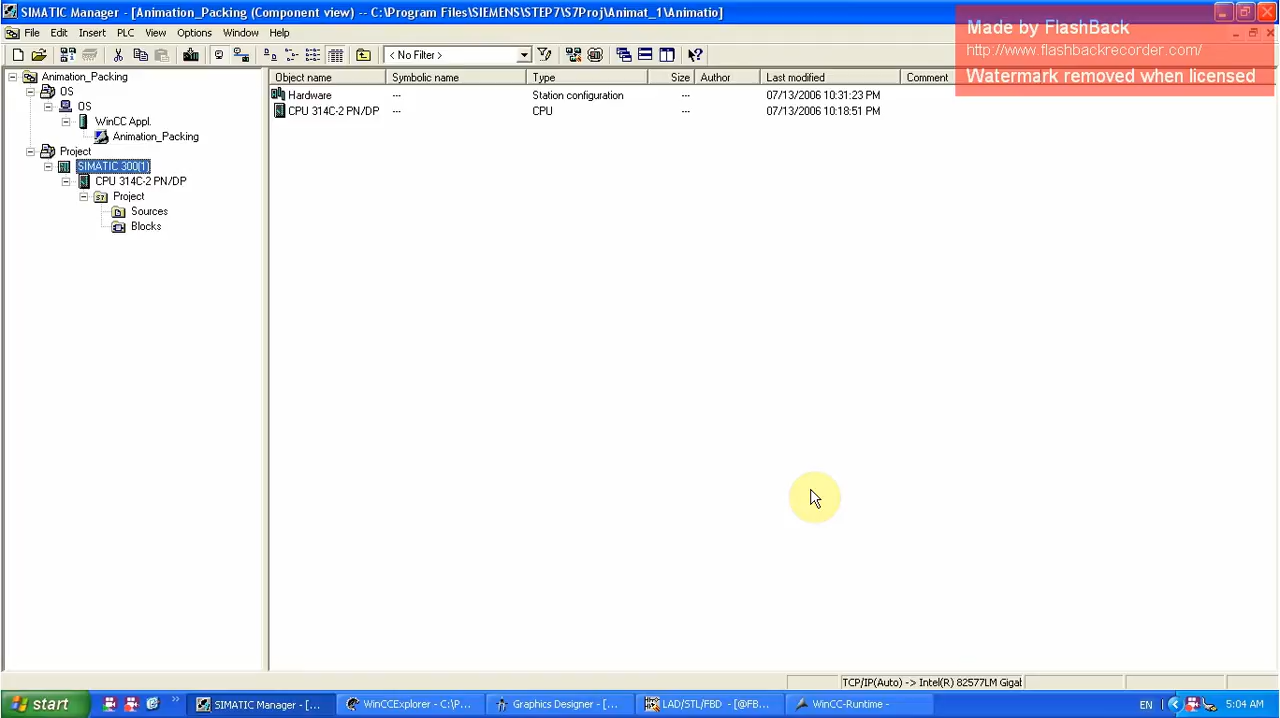 SIMATIC Manager - [Animation_Packing (Component view) -- C:\Program Files\SIEMENS\STEP7\S7Proj\Animat_1\Animatio]
Made by FlashBack
http://www.flashbackrecorder.com/
Watermark removed when licensed
File Edit Insert PLC View Options Window Help
< No Filter >
Animation_Packing
OS
OS
WinCC Appl.
Animation_Packing
Project
SIMATIC 300(1)
CPU 314C-2 PN/DP
Project
Sources
Blocks
Object name Symbolic name Type Size Author Last modified Comment
Hardware --- Station configuration --- 07/13/2006 10:31:23 PM
CPU 314C-2 PN/DP --- CPU --- 07/13/2006 10:18:51 PM
TCP/IP(Auto) -> Intel(R) 82577LM Gigal
start
SIMATIC Manager - [...
WinCCExplorer - C:\P...
Graphics Designer - [...
LAD/STL/FBD - [@FB...
WinCC-Runtime -
EN
5:04 AM